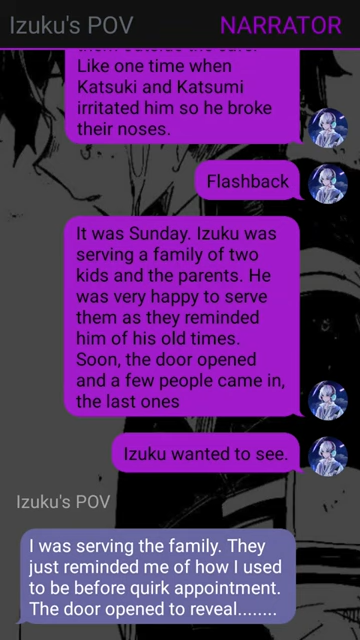 Izuku's POV NARRATOR
Like one time when
Katsuki and Katsumi
irritated him so he broke
their noses.
Flashback
It was Sunday. Izuku was
serving a family of two
kids and the parents. He
was very happy to serve
them as they reminded
him of his old times.
Soon, the door opened
and a few people came in,
the last ones
Izuku wanted to see.
Izuku's POV
I was serving the family. They
just reminded me of how I used
to be before quirk appointment.
The door opened to reveal........